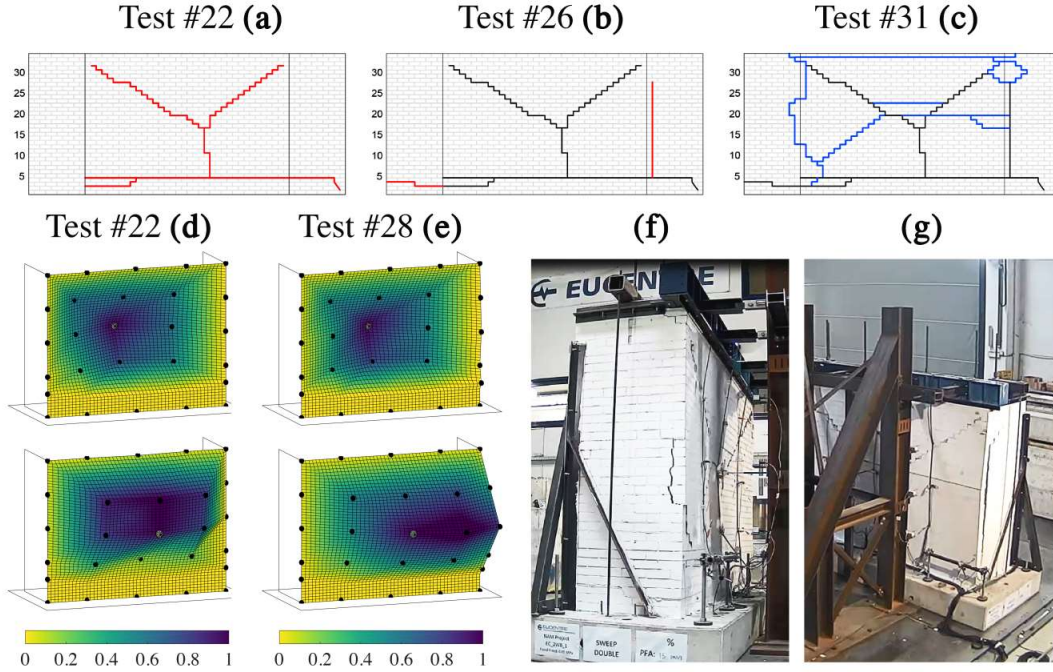 Test #22 (a)
Test #26 (b)
Test #31 (c)
30
25
20
15
10
5
30
25
20
15
10
5
30
25
20
15
10
5
Test #22 (d)
Test #28 (e)
(f)
(g)
EUCENTRE
EUCENTRE
SWEEP
DOUBLE
%
PFA:
0 0.2 0.4 0.6 0.8 1
0 0.2 0.4 0.6 0.8 1